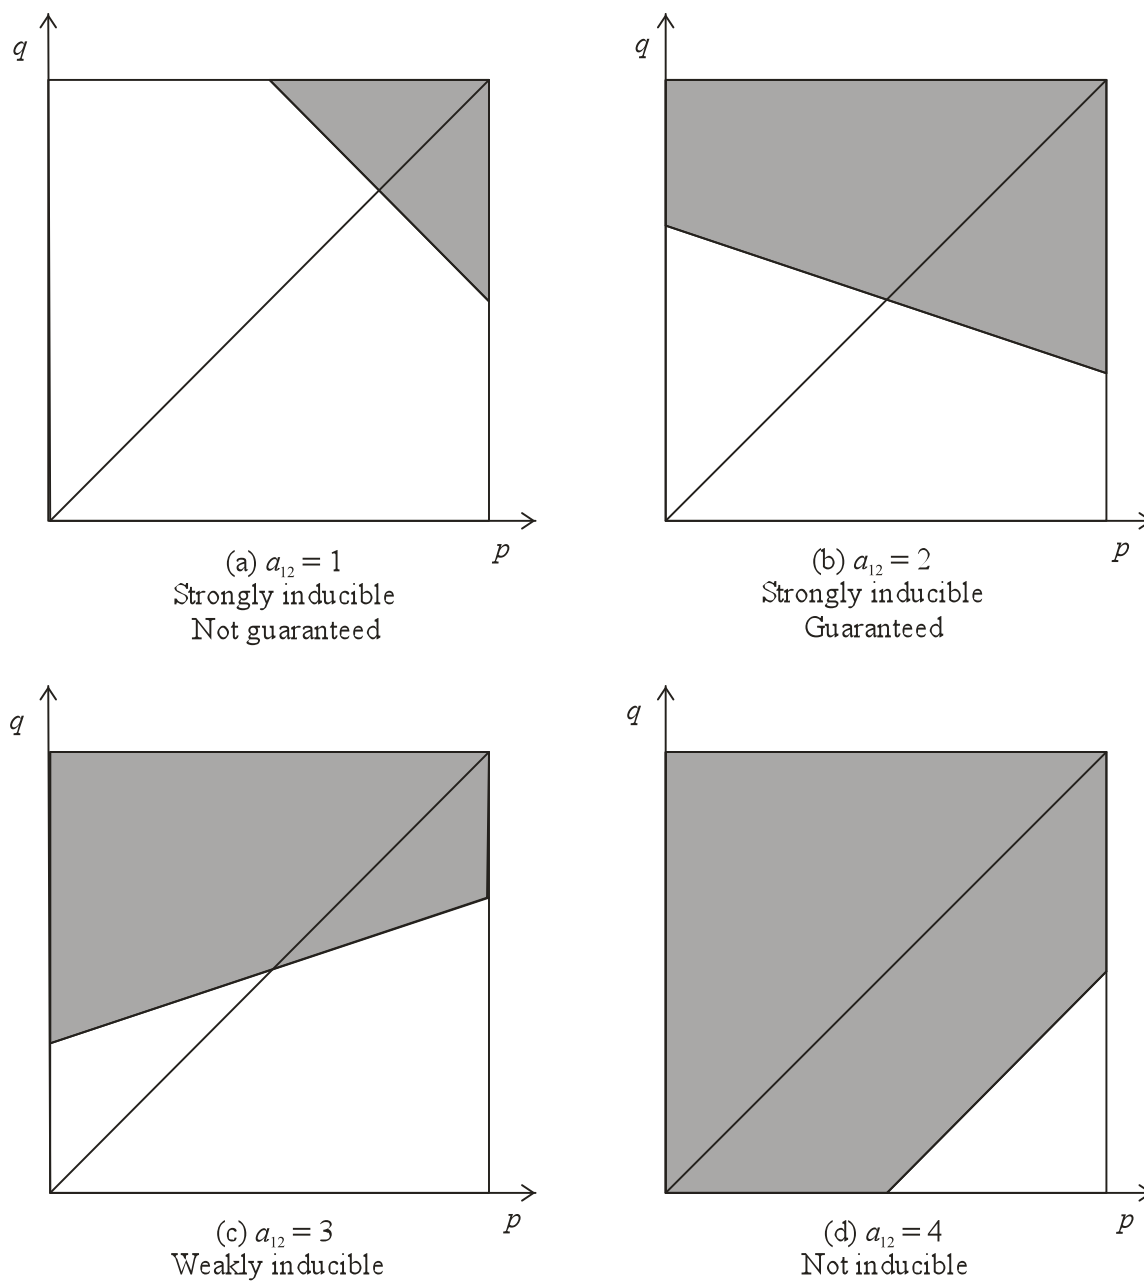 q
q
p
p
(a) a₁₂ = 1
Strongly inducible
Not guaranteed
(b) a₁₂ = 2
Strongly inducible
Guaranteed
q
q
p
p
(c) a₁₂ = 3
Weakly inducible
(d) a₁₂ = 4
Not inducible